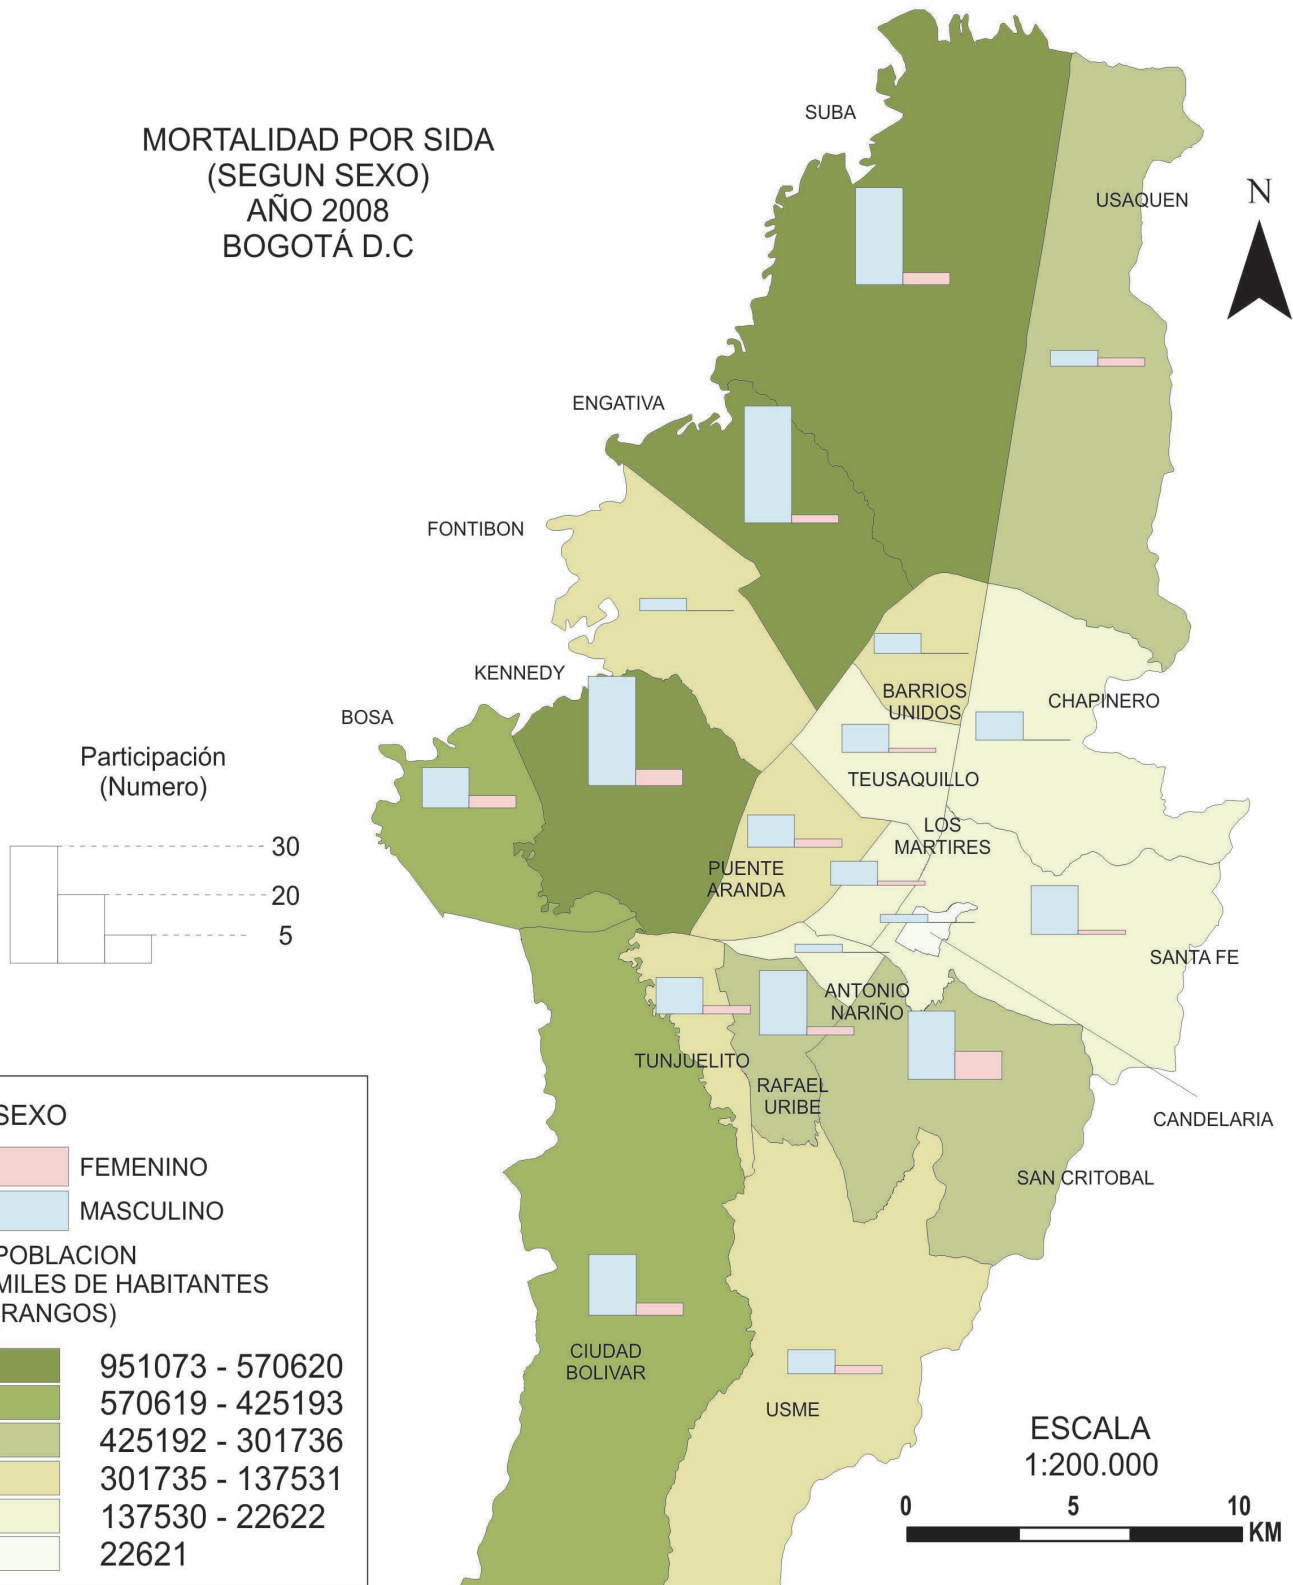 MORTALIDAD POR SIDA
(SEGUN SEXO)
AÑO 2008
BOGOTÁ D.C
SUBA
USAQUEN
N
ENGATIVA
FONTIBON
KENNEDY
BOSA
BARRIOS
UNIDOS
CHAPINERO
TEUSAQUILLO
LOS
MARTIRES
PUENTE
ARANDA
SANTA FE
ANTONIO
NARIÑO
TUNJUELITO
RAFAEL
URIBE
CANDELARIA
SAN CRITOBAL
CIUDAD
BOLIVAR
USME
Participación
(Numero)
30
20
5
SEXO
FEMENINO
MASCULINO
POBLACION
MILES DE HABITANTES
RANGOS)
951073 - 570620
570619 - 425193
425192 - 301736
301735 - 137531
137530 - 22622
22621
ESCALA
1:200.000
0 5 10
KM